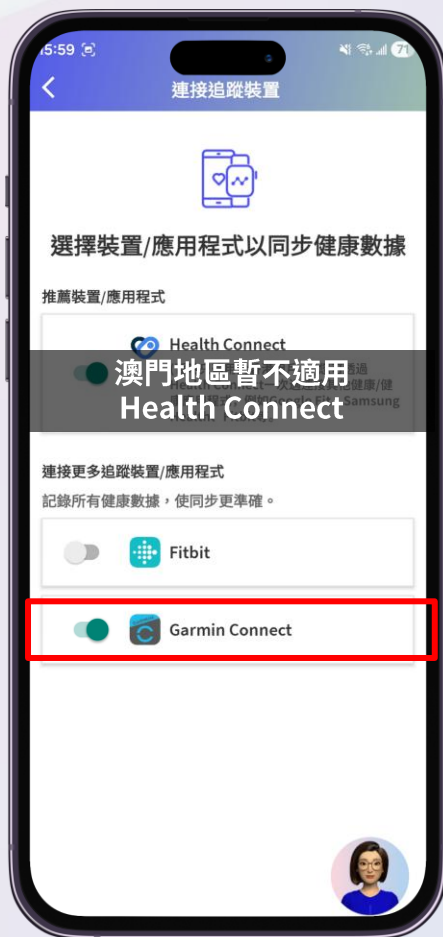 15:59
71
連接追蹤裝置
選擇裝置/應用程式以同步健康數據
推薦裝置/應用程式
Health Connect
澳門地區暫不適用
Health Connect
連接更多追蹤裝置/應用程式
記錄所有健康數據，使同步更準確。
Fitbit
Garmin Connect